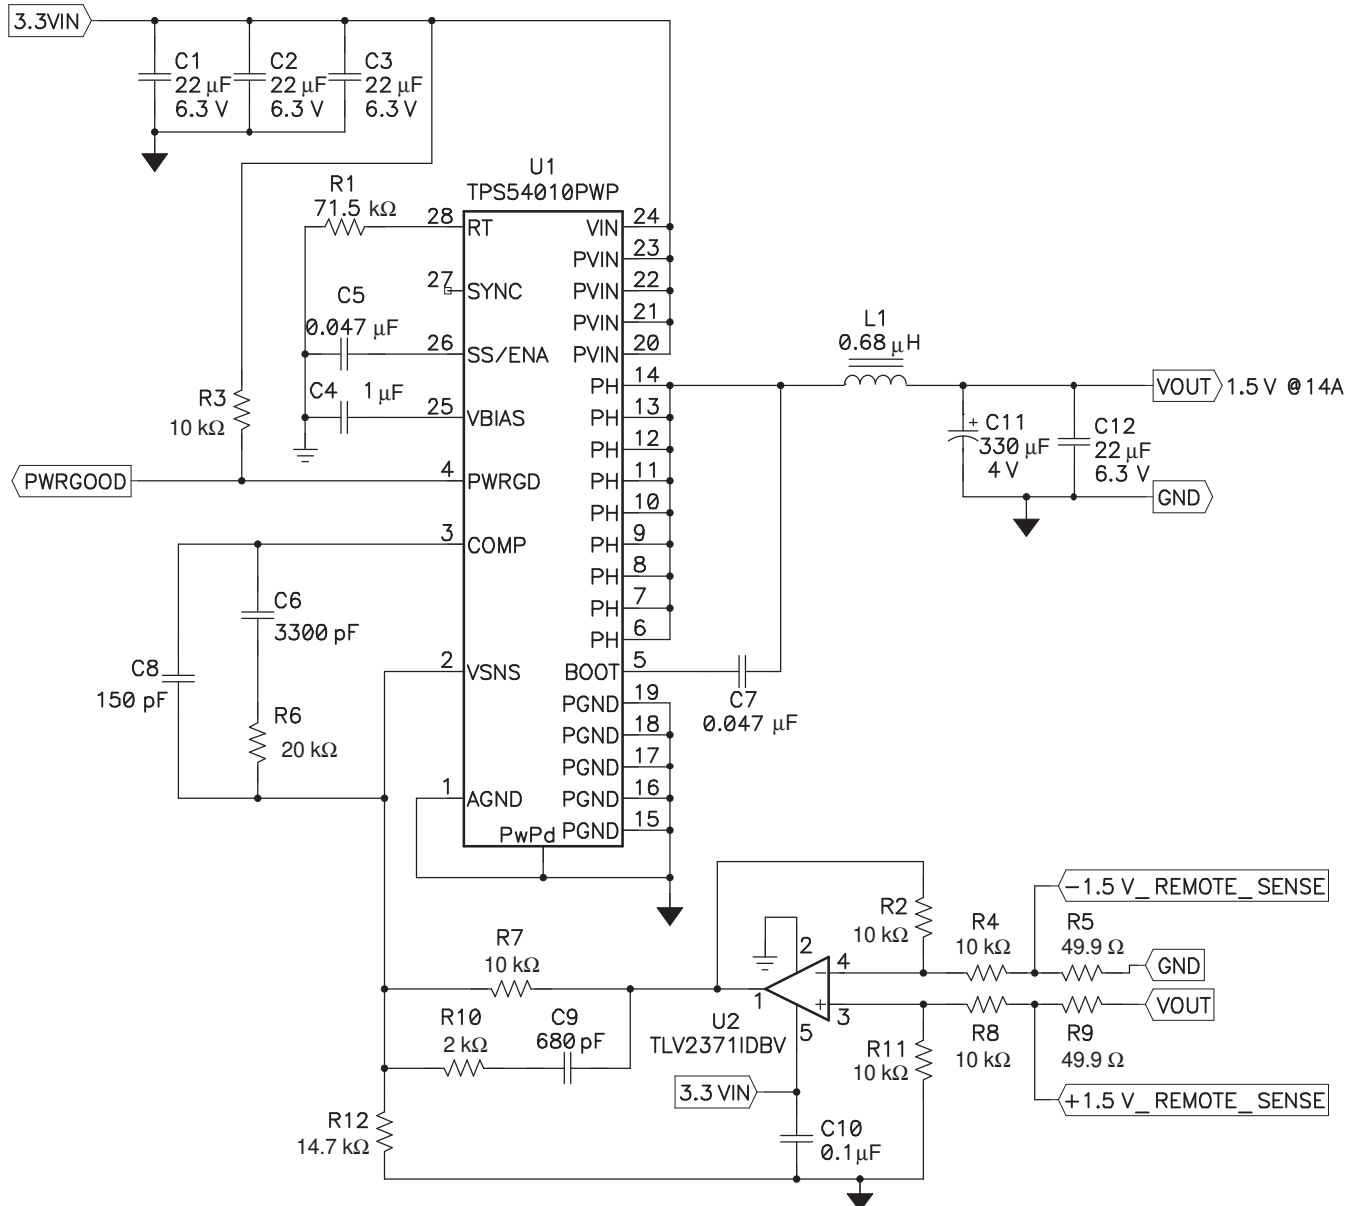 3.3VIN
C1
22 µF
6.3 V
C2
22 µF
6.3 V
C3
22 µF
6.3 V
U1
TPS54010PWP
R1
71.5 kΩ
28
RT
27
SYNC
C5
0.047 µF
26
SS/ENA
C4
1 µF
25
VBIAS
R3
10 kΩ
PWRGOOD
4
PWRGD
3
COMP
C6
3300 pF
C8
150 pF
R6
20 kΩ
2
VSNS
1
AGND
PwPd
VIN
24
PVIN
23
PVIN
22
PVIN
21
PVIN
20
PH
14
PH
13
PH
12
PH
11
PH
10
PH
9
PH
8
PH
7
PH
6
BOOT
5
PGND
19
PGND
18
PGND
17
PGND
16
PGND
15
C7
0.047 µF
L1
0.68 µH
VOUT
1.5 V @14A
+
C11
330 µF
4 V
C12
22 µF
6.3 V
GND
−1.5 V_REMOTE_SENSE
R2
10 kΩ
R4
10 kΩ
R5
49.9 Ω
GND
R7
10 kΩ
2
−
4
1
+
3
5
VOUT
U2
TLV2371IDBV
R8
10 kΩ
R9
49.9 Ω
R10
2 kΩ
C9
680 pF
R11
10 kΩ
3.3 VIN
+1.5 V_REMOTE_SENSE
R12
14.7 kΩ
C10
0.1µF